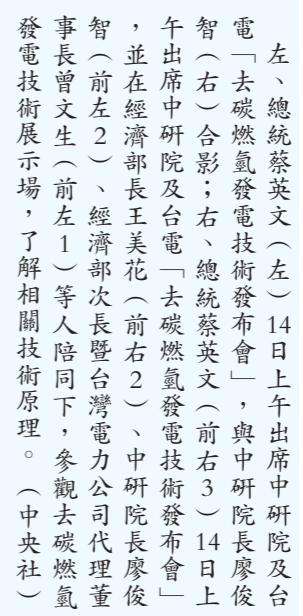 左、總統蔡英文（左）14日上午出席中研院及台
電「去碳燃氫發電技術發布會」，與中研院長廖俊
智（右）合影；右、總統蔡英文（前右3）14日上
午出席中研院及台電「去碳燃氫發電技術發布會」
，並在經濟部長王美花（前右2）、中研院長廖俊
智（前左2）、經濟部次長暨台灣電力公司代理董
事長曾文生（前左1）等人陪同下，參觀去碳燃氫
發電技術展示場，了解相關技術原理。（中央社）